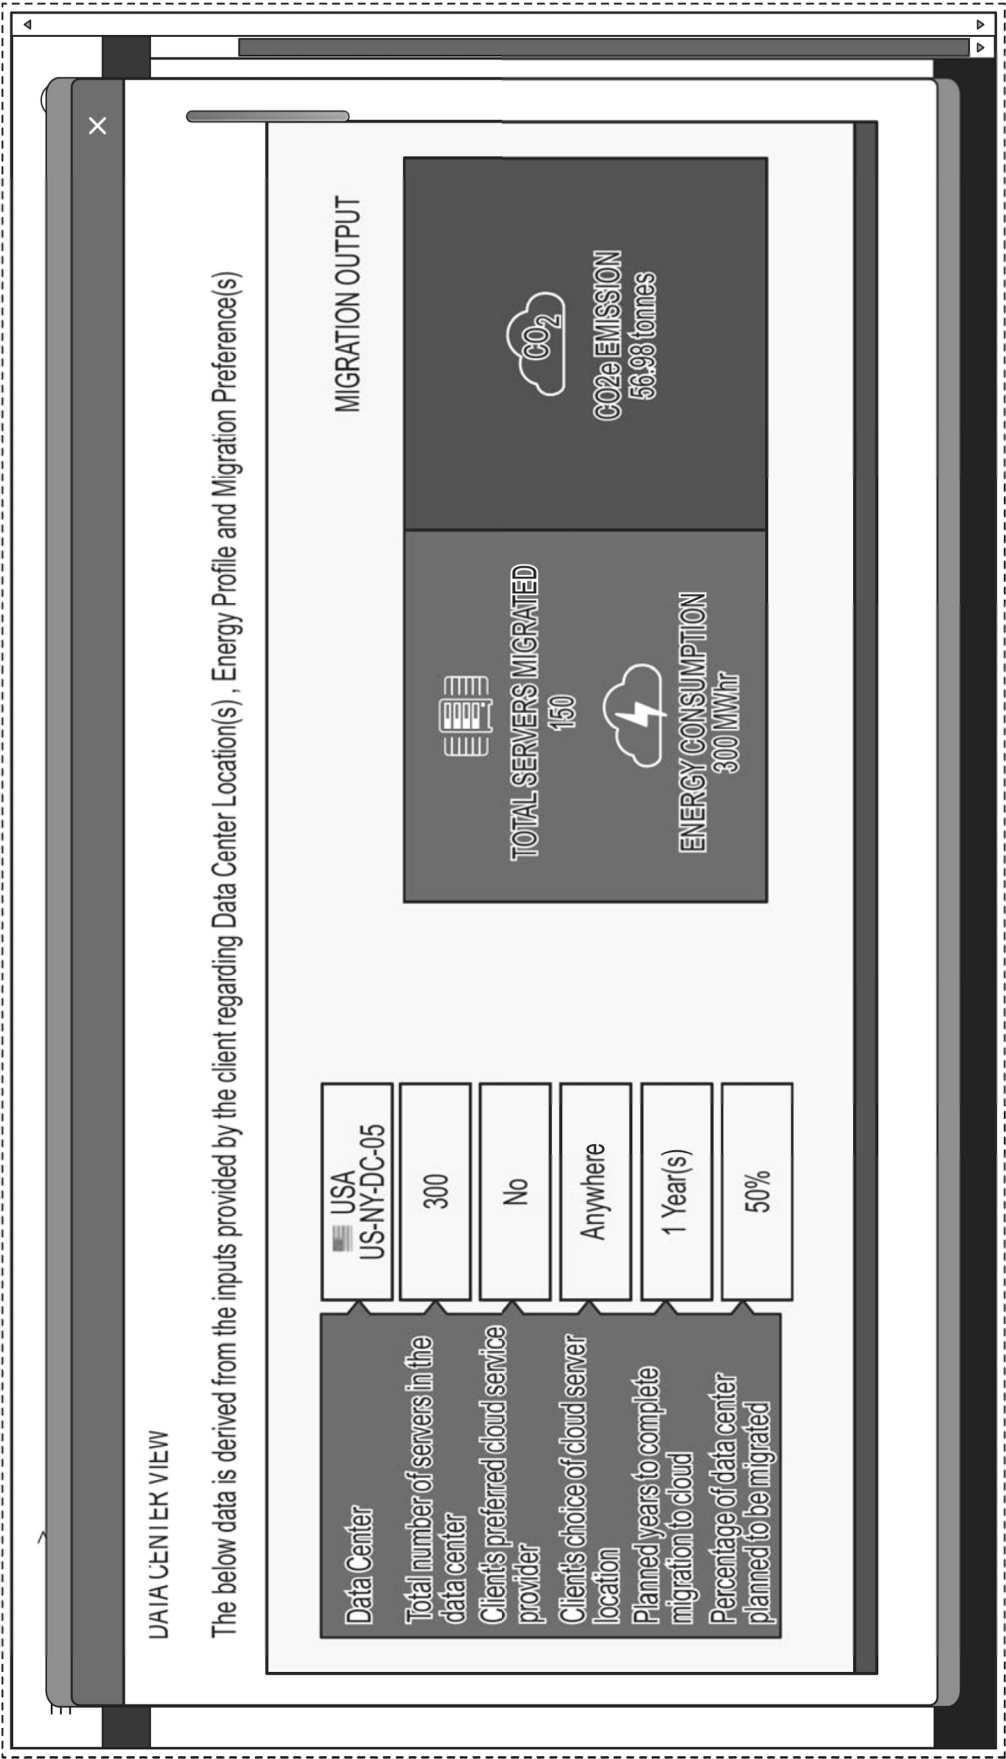 DATA CENTER VIEW
The below data is derived from the inputs provided by the client regarding Data Center Location(s) , Energy Profile and Migration Preference(s)
Data Center
USA
US-NY-DC-05
Total number of servers in the
data center
300
Client's preferred cloud service
provider
No
Client's choice of cloud server
location
Anywhere
Planned years to complete
migration to cloud
1 Year(s)
Percentage of data center
planned to be migrated
50%
MIGRATION OUTPUT
TOTAL SERVERS MIGRATED
150
ENERGY CONSUMPTION
300 MWhr
CO2
CO2e EMISSION
56.98 tonnes